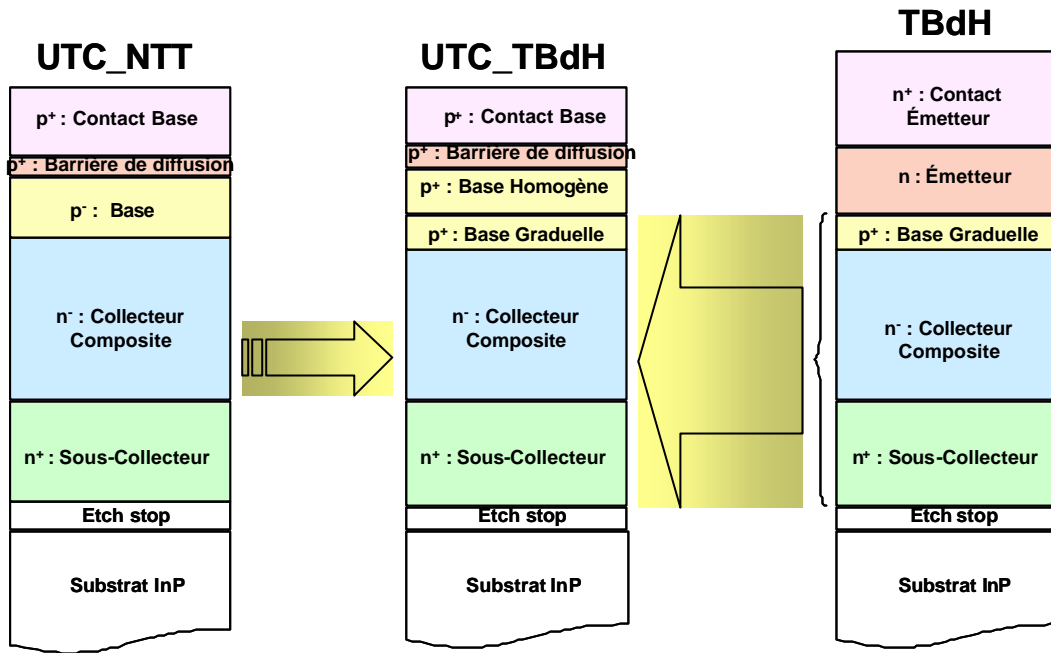 UTC_NTT
p⁺ : Contact Base
p⁺ : Barrière de diffusion
p⁻ : Base
n⁻ : Collecteur
Composite
n⁺ : Sous-Collecteur
Etch stop
Substrat InP
UTC_TBdH
p⁺ : Contact Base
p⁺ : Barrière de diffusion
p⁺ : Base Homogène
p⁺ : Base Graduelle
n⁻ : Collecteur
Composite
n⁺ : Sous-Collecteur
Etch stop
Substrat InP
TBdH
n⁺ : Contact
Émetteur
n : Émetteur
p⁺ : Base Graduelle
n⁻ : Collecteur
Composite
n⁺ : Sous-Collecteur
Etch stop
Substrat InP